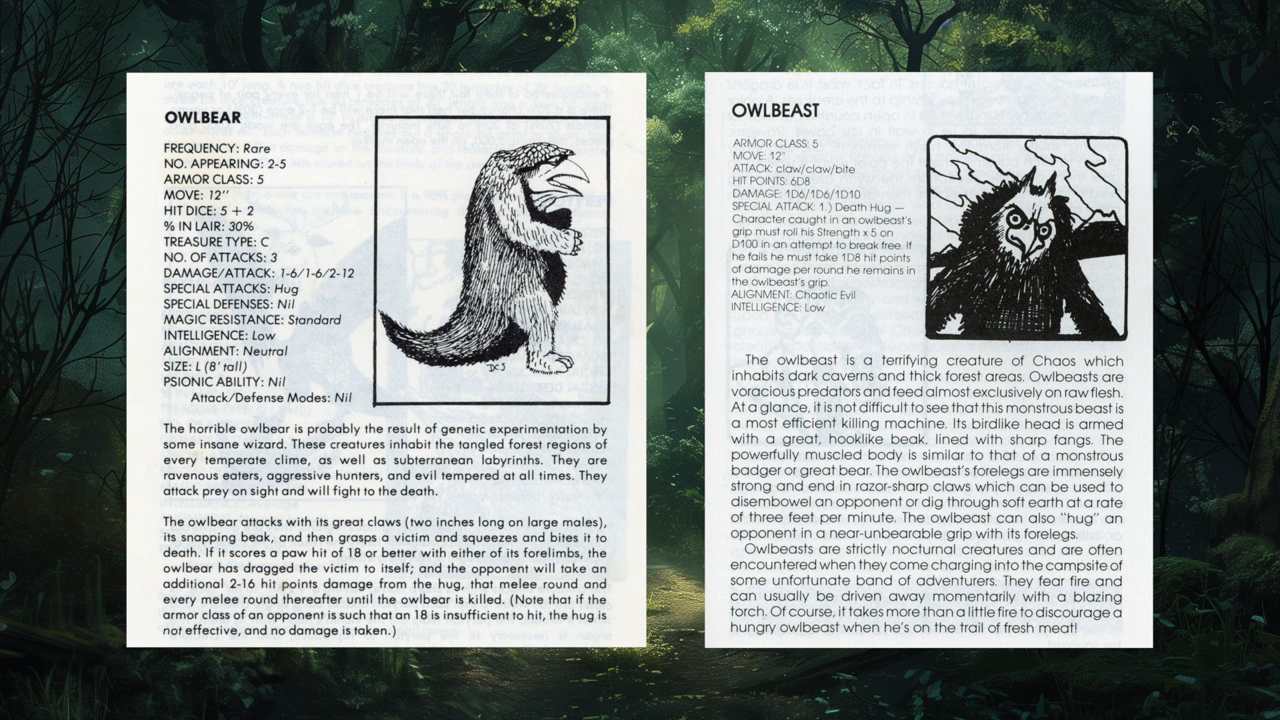 OWLBEAR
FREQUENCY: Rare
NO. APPEARING: 2-5
ARMOR CLASS: 5
MOVE: 12''
HIT DICE: 5 + 2
% IN LAIR: 30%
TREASURE TYPE: C
NO. OF ATTACKS: 3
DAMAGE/ATTACK: 1-6/1-6/2-12
SPECIAL ATTACKS: Hug
SPECIAL DEFENSES: Nil
MAGIC RESISTANCE: Standard
INTELLIGENCE: Low
ALIGNMENT: Neutral
SIZE: L (8' tall)
PSIONIC ABILITY: Nil
Attack/Defense Modes: Nil
DCS
The horrible owlbear is probably the result of genetic experimentation by
some insane wizard. These creatures inhabit the tangled forest regions of
every temperate clime, as well as subterranean labyrinths. They are
ravenous eaters, aggressive hunters, and evil tempered at all times. They
attack prey on sight and will fight to the death.
The owlbear attacks with its great claws (two inches long on large males),
its snapping beak, and then grasps a victim and squeezes and bites it to
death. If it scores a paw hit of 18 or better with either of its forelimbs, the
owlbear has dragged the victim to itself; and the opponent will take an
additional 2-16 hit points damage from the hug, that melee round and
every melee round thereafter until the owlbear is killed. (Note that if the
armor class of an opponent is such that an 18 is insufficient to hit, the hug is
not effective, and no damage is taken.)
OWLBEAST
ARMOR CLASS: 5
MOVE: 12"
ATTACK: claw/claw/bite
HIT POINTS: 6D8
DAMAGE: 1D6/1D6/1D10
SPECIAL ATTACK: 1.) Death Hug —
Character caught in an owlbeast's
grip must roll his Strength x 5 on
D100 in an attempt to break free. If
he fails he must take 1D8 hit points
of damage per round he remains in
the owlbeast's grip.
ALIGNMENT: Chaotic Evil
INTELLIGENCE: Low
The owlbeast is a terrifying creature of Chaos which
inhabits dark caverns and thick forest areas. Owlbeasts are
voracious predators and feed almost exclusively on raw flesh.
At a glance, it is not difficult to see that this monstrous beast is
a most efficient killing machine. Its birdlike head is armed
with a great, hooklike beak, lined with sharp fangs. The
powerfully muscled body is similar to that of a monstrous
badger or great bear. The owlbeast's forelegs are immensely
strong and end in razor-sharp claws which can be used to
disembowel an opponent or dig through soft earth at a rate
of three feet per minute. The owlbeast can also "hug" an
opponent in a near-unbearable grip with its forelegs.
Owlbeasts are strictly nocturnal creatures and are often
encountered when they come charging into the campsite of
some unfortunate band of adventurers. They fear fire and
can usually be driven away momentarily with a blazing
torch. Of course, it takes more than a little fire to discourage a
hungry owlbeast when he's on the trail of fresh meat!